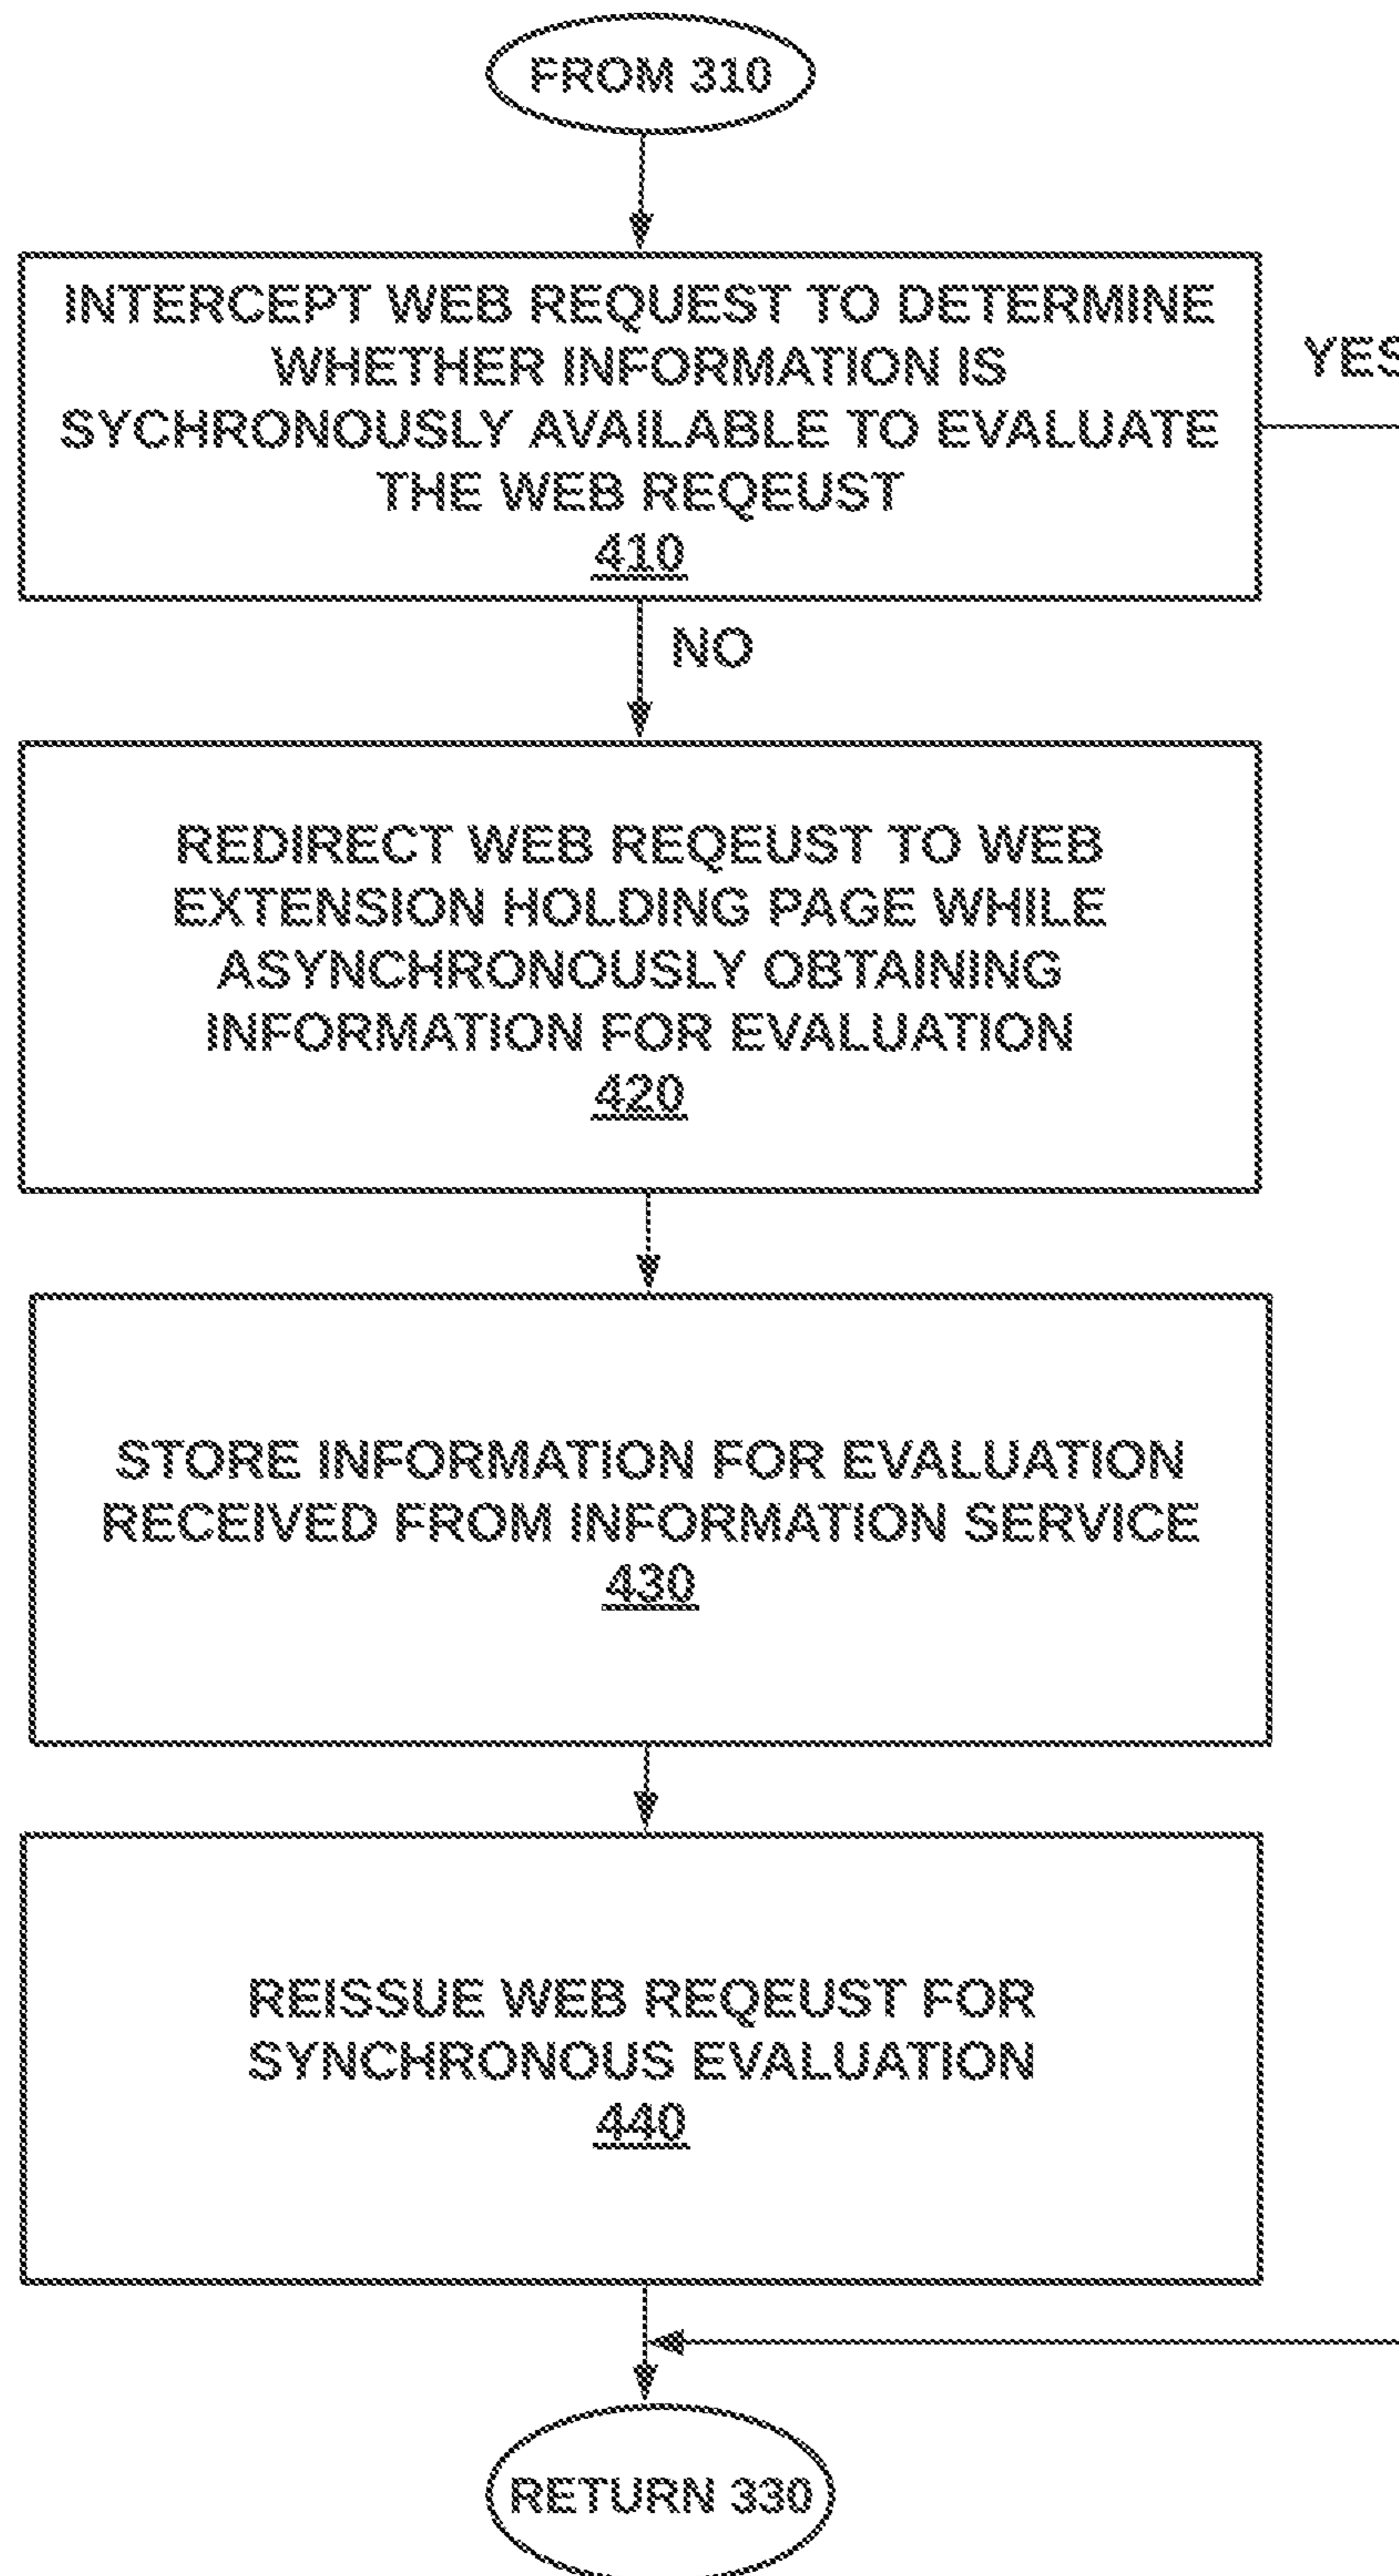 FROM 310
INTERCEPT WEB REQUEST TO DETERMINE
WHETHER INFORMATION IS
SYCHRONOUSLY AVAILABLE TO EVALUATE
THE WEB REQEUST
410
YES
NO
REDIRECT WEB REQEUST TO WEB
EXTENSION HOLDING PAGE WHILE
ASYNCHRONOUSLY OBTAINING
INFORMATION FOR EVALUATION
420
STORE INFORMATION FOR EVALUATION
RECEIVED FROM INFORMATION SERVICE
430
REISSUE WEB REQEUST FOR
SYNCHRONOUS EVALUATION
440
RETURN 330